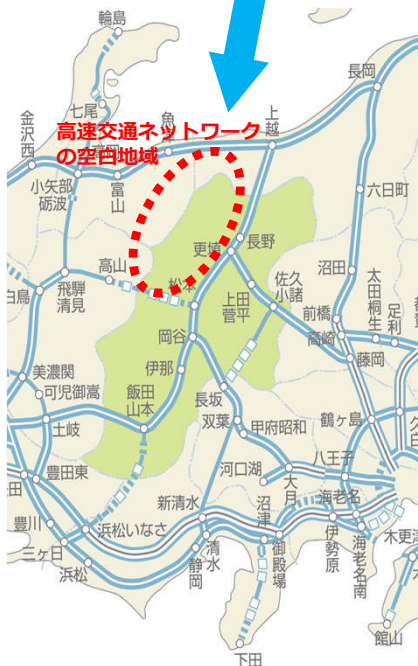 輪島
長岡
七尾
金沢西
魚
上越
高速交通ネットワーク
の空白地域
小矢部
砺波
富山
六日町
長野
更埴
高山
沼田
佐久
小諸
太田桐生
足利
白鳥
飛騨
清見
松本
上田
菅平
前橋
高崎
藤岡
岡谷
美濃関
可児御嵩
伊那
飯田
山本
長坂
双葉
鶴ヶ島
久白
土岐
甲府昭和
八王子
河口湖
大月
豊田東
田
新清水
沼津
海老名
豊川
浜松いなさ
清水
静岡
御殿場
伊勢原
海老名南
木更津
三ヶ日
浜松
館山
下田